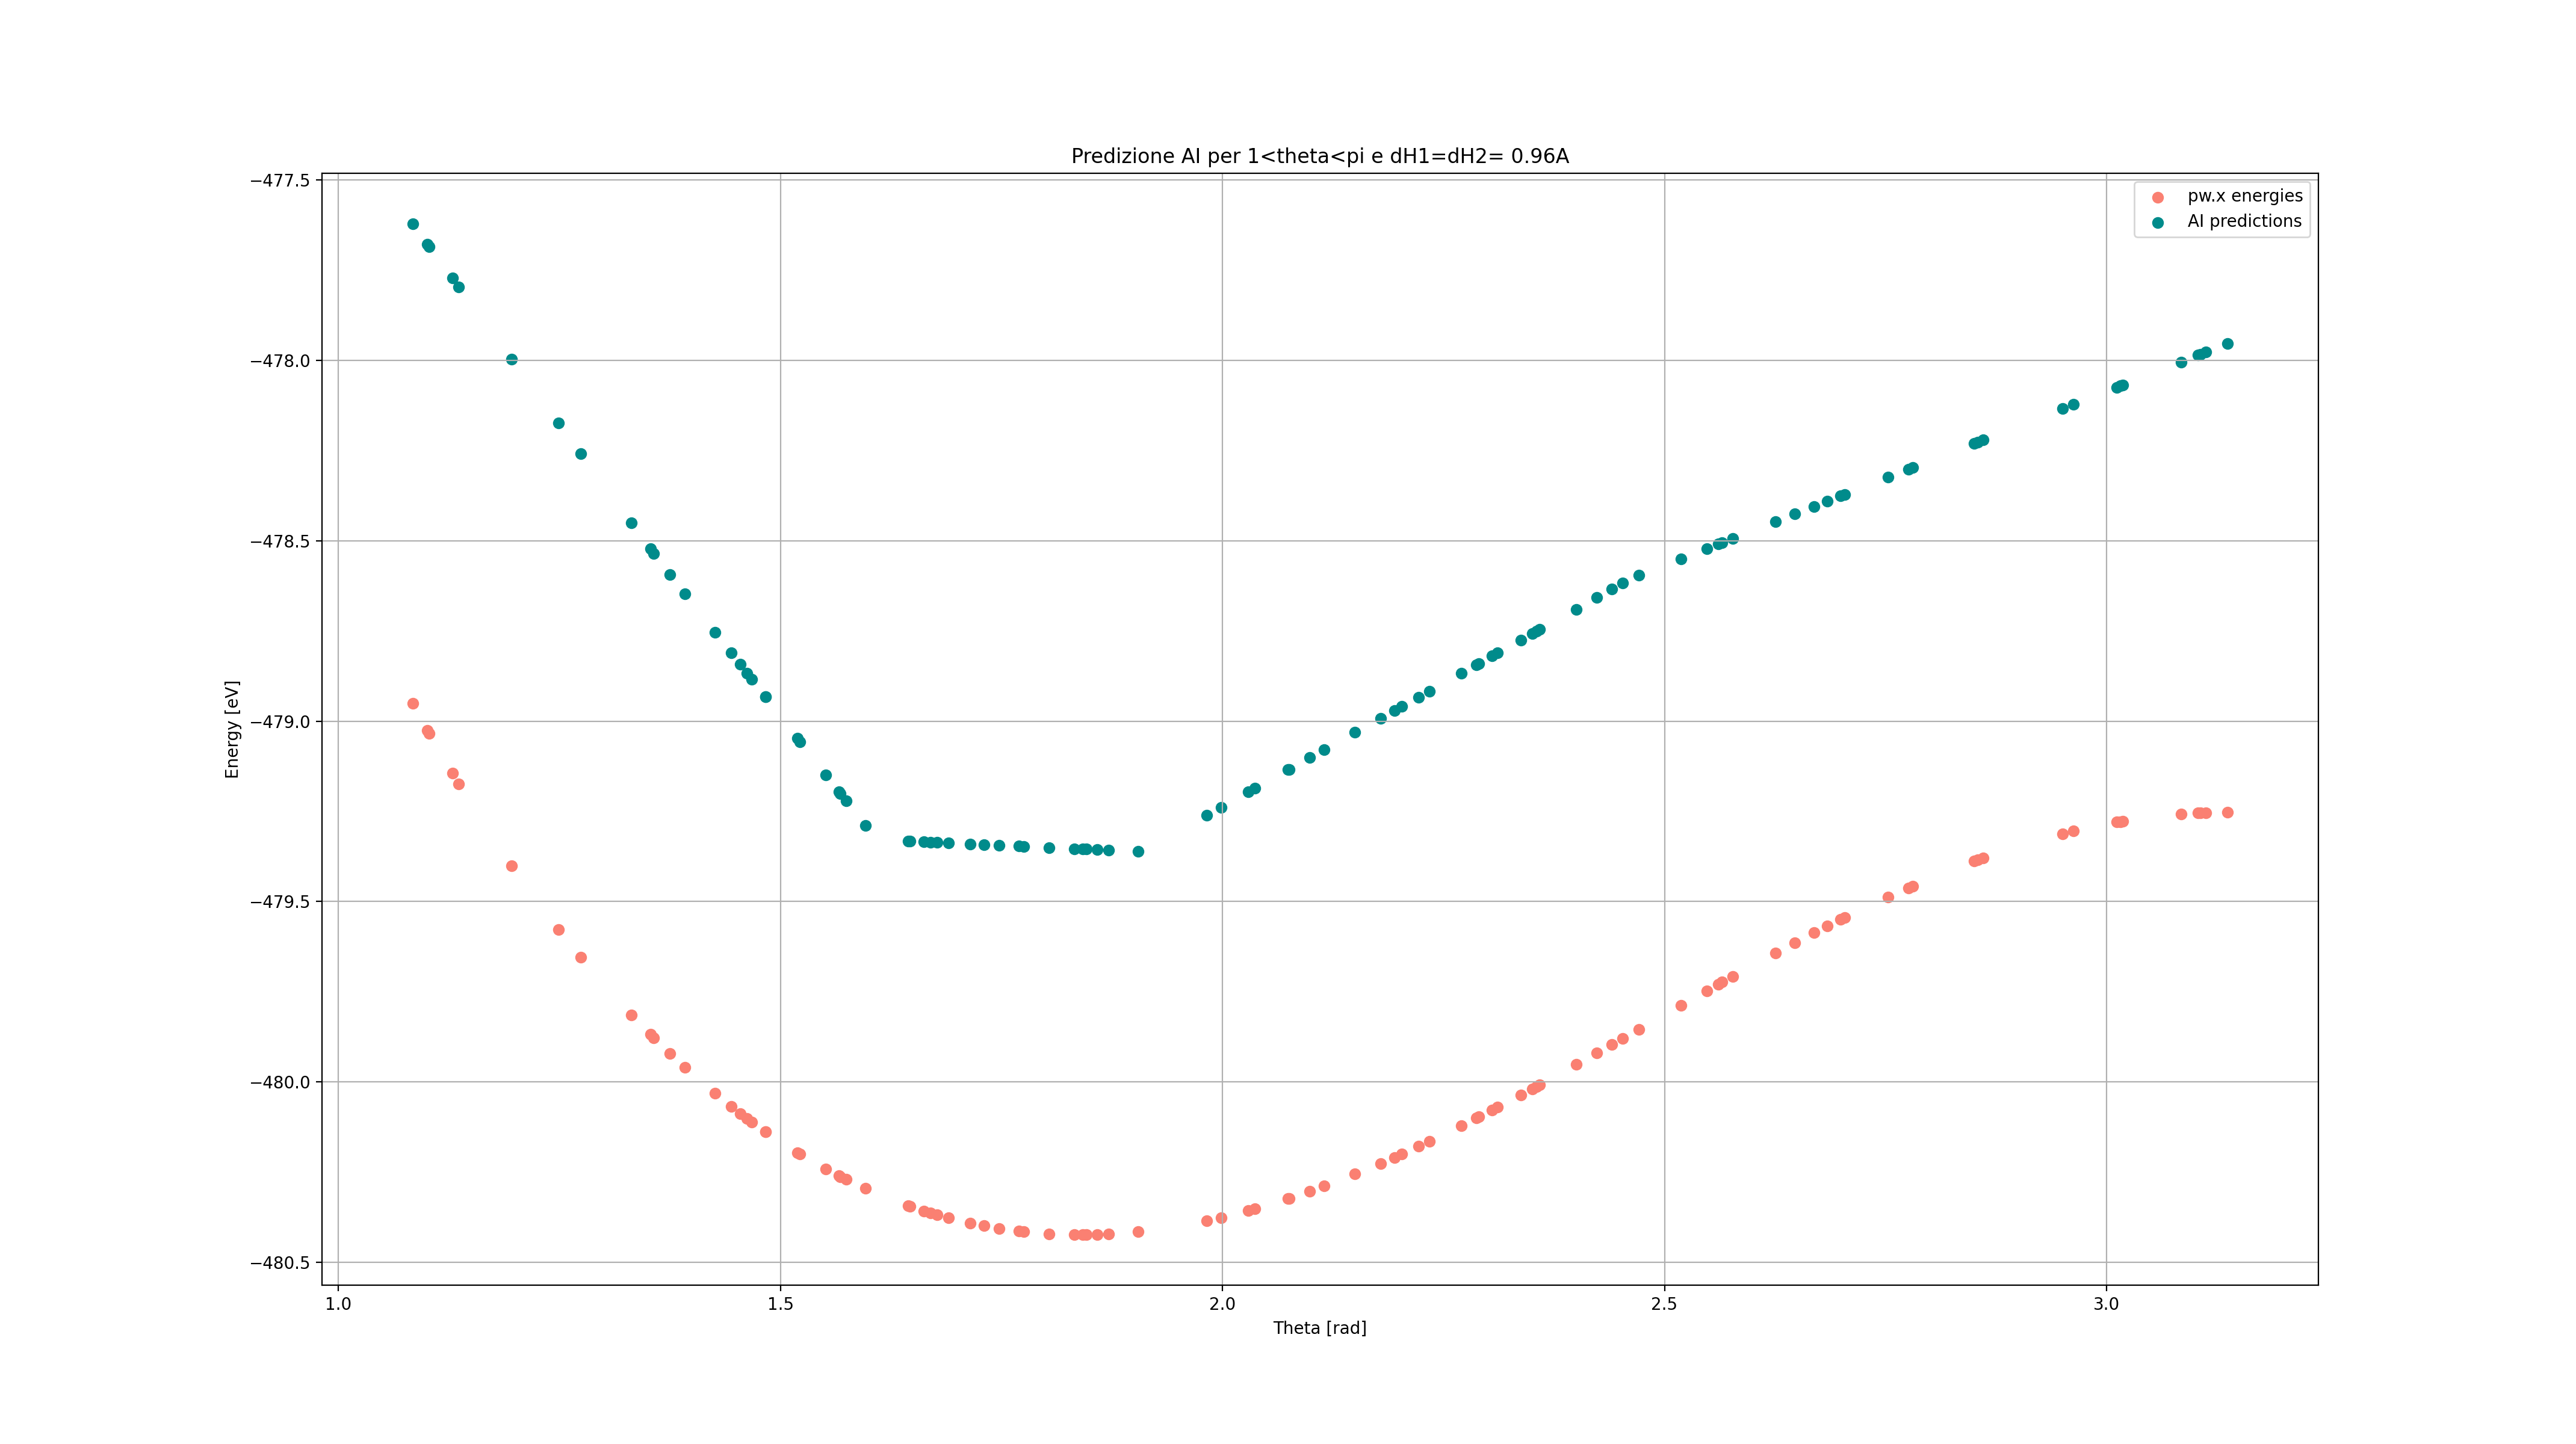 Predizione AI per 1<theta<pi e dH1=dH2= 0.96A
pw.x energies
AI predictions
−477.5
−478.0
−478.5
−479.0
−479.5
−480.0
−480.5
Energy [eV]
1.0
1.5
2.0
2.5
3.0
Theta [rad]